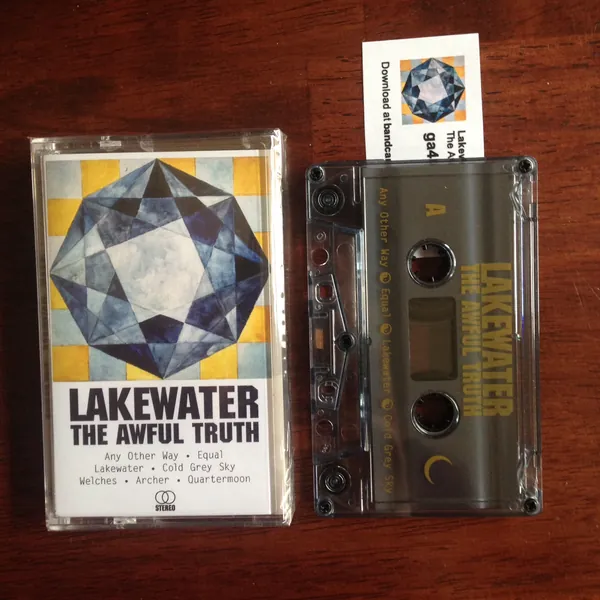 LAKEWATER
THE AWFUL TRUTH
Any Other Way • Equal
Lakewater • Cold Grey Sky
Welches • Archer • Quartermoon
STEREO
Download at bandca
ga4
A
LAKEWATER
THE AWFUL TRUTH
Any Other Way Equal Lakewater Cold Grey Sky